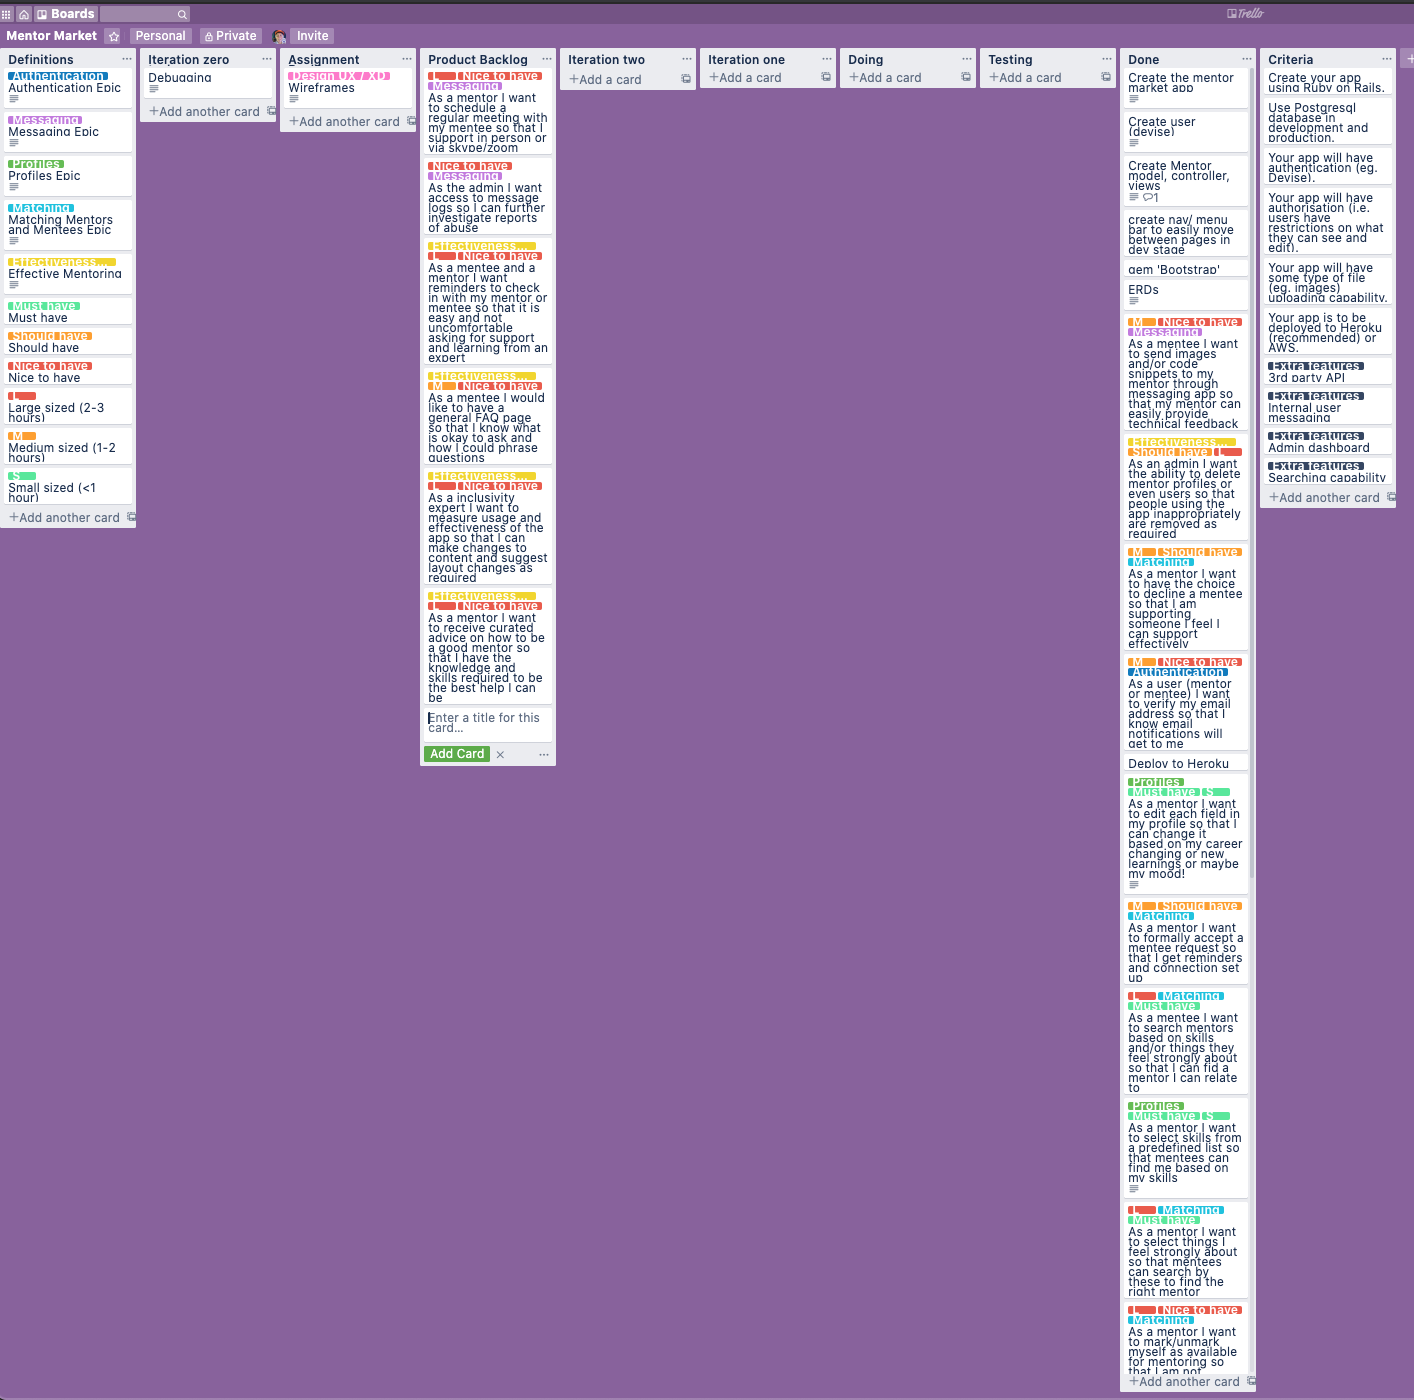 Boards
Trello
Mentor Market
Personal
Private
Invite
Definitions
Authentication
Authentication Epic
Messaging
Messaging Epic
Profiles
Profiles Epic
Matching
Matching Mentors
and Mentees Epic
Effectiveness...
Effective Mentoring
Must have
Must have
Should have
Should have
Nice to have
Nice to have
L
Large sized (2-3
hours)
M
Medium sized (1-2
hours)
S
Small sized (<1
hour)
+Add another card
Iteration zero
Debugging
+Add another card
Assignment
Design UX / XD
Wireframes
+Add another card
Product Backlog
L Nice to have
Messaging
As a mentor I want
to schedule a
regular meeting with
my mentee so that I
support in person or
via skype/zoom
Nice to have
Messaging
As the admin I want
access to message
logs so I can further
investigate reports
of abuse
Effectiveness...
L Nice to have
As a mentee and a
mentor I want
reminders to check
in with my mentor or
mentee so that it is
easy and not
uncomfortable
asking for support
and learning from an
expert
Effectiveness...
M Nice to have
As a mentee I would
like to have a
general FAQ page
so that I know what
is okay to ask and
how I could phrase
questions
Effectiveness...
L Nice to have
As a inclusivity
expert I want to
measure usage and
effectiveness of the
app so that I can
make changes to
content and suggest
layout changes as
required
Effectiveness...
L Nice to have
As a mentor I want
to receive curated
advice on how to be
a good mentor so
that I have the
knowledge and
skills required to be
the best help I can
be
Enter a title for this
card...
Add Card
Iteration two
+Add a card
Iteration one
+Add a card
Doing
+Add a card
Testing
+Add a card
Done
Create the mentor
market app
Create user
(devise)
Create Mentor
model, controller,
views
1
create nav/ menu
bar to easily move
between pages in
dev stage
gem 'Bootstrap'
ERDs
M Nice to have
Messaging
As a mentee I want
to send images
and/or code
snippets to my
mentor through
messaging app so
that my mentor can
easily provide
technical feedback
Effectiveness...
Should have L
As an admin I want
the ability to delete
mentor profiles or
even users so that
people using the
app inappropriately
are removed as
required
M Should have
Matching
As a mentor I want
to have the choice
to decline a mentee
so that I am
supporting
someone I feel I
can support
effectively
M Nice to have
Authentication
As a user (mentor
or mentee) I want
to verify my email
address so that I
know email
notifications will
get to me
Deploy to Heroku
Profiles
Must have S
As a mentor I want
to edit each field in
my profile so that I
can change it
based on my career
changing or new
learnings or maybe
my mood!
M Should have
Matching
As a mentor I want
to formally accept a
mentee request so
that I get reminders
and connection set
up
L Matching
Must have
As a mentee I want
to search mentors
based on skills
and/or things they
feel strongly about
so that I can fid a
mentor I can relate
to
Profiles
Must have S
As a mentor I want
to select skills from
a predefined list so
that mentees can
find me based on
my skills
L Matching
Must have
As a mentor I want
to select things I
feel strongly about
so that mentees
can search by
these to find the
right mentor
L Nice to have
Matching
As a mentor I want
to mark/unmark
myself as available
for mentoring so
that I am not
+Add another card
Criteria
Create your app
using Ruby on Rails.
Use Postgresql
database in
development and
production.
Your app will have
authentication (eg.
Devise).
Your app will have
authorisation (i.e.
users have
restrictions on what
they can see and
edit).
Your app will have
some type of file
(eg. images)
uploading capability.
Your app is to be
deployed to Heroku
(recommended) or
AWS.
Extra features
3rd party API
Extra features
Internal user
messaging
Extra features
Admin dashboard
Extra features
Searching capability
+Add another card